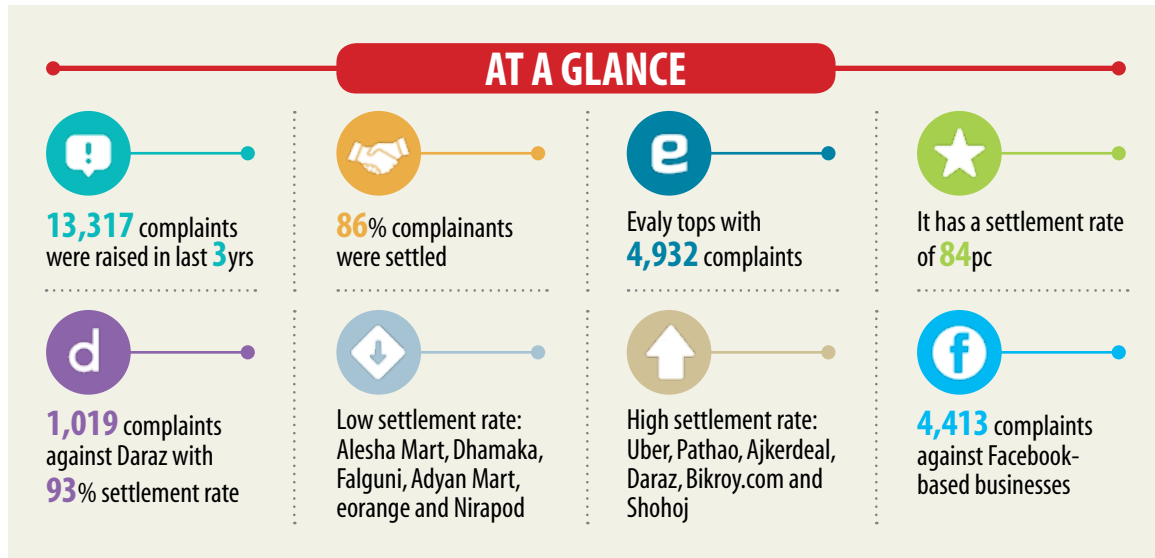 AT A GLANCE
13,317 complaints
were raised in last 3yrs
86% complainants
were settled
e
Evaly tops with
4,932 complaints
It has a settlement rate
of 84pc
d
1,019 complaints
against Daraz with
93% settlement rate
Low settlement rate:
Alesha Mart, Dhamaka,
Falguni, Adyan Mart,
eorange and Nirapod
High settlement rate:
Uber, Pathao, Ajkerdeal,
Daraz, Bikroy.com and
Shohoj
f
4,413 complaints
against Facebook-
based businesses